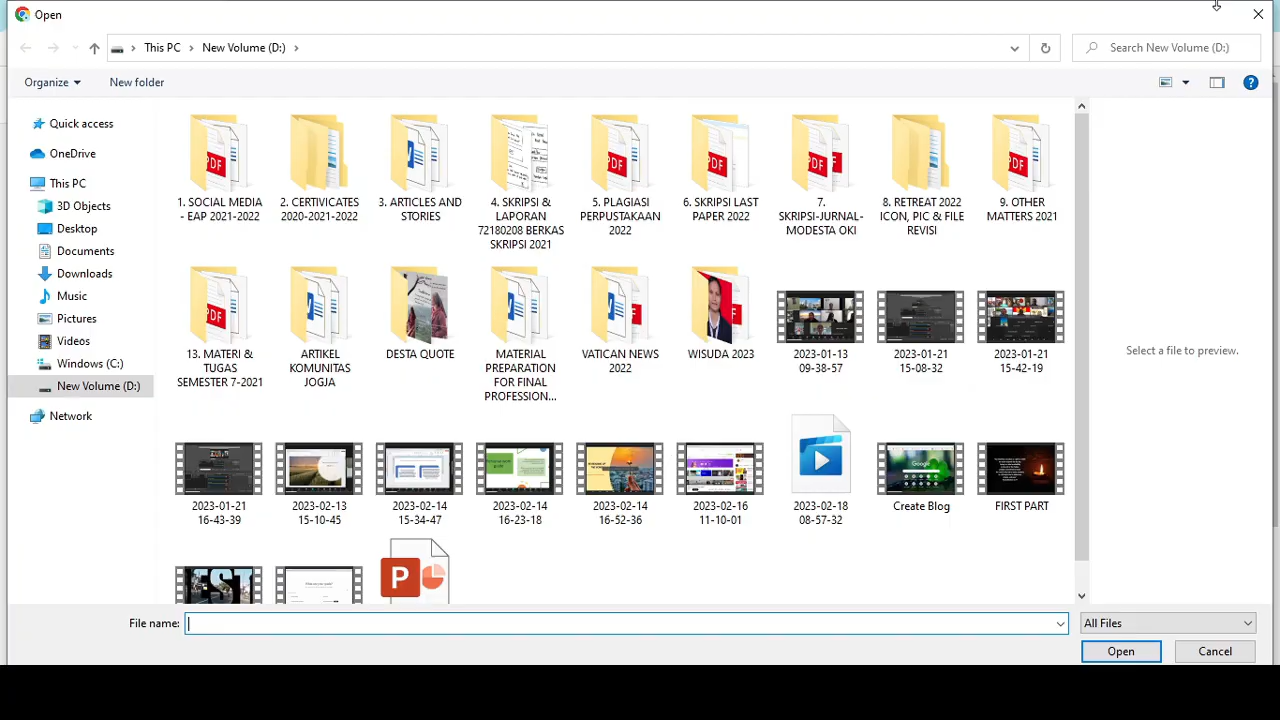 Open
This PC
New Volume (D:)
Search New Volume (D:)
Organize
New folder
Quick access
OneDrive
This PC
3D Objects
Desktop
Documents
Downloads
Music
Pictures
Videos
Windows (C:)
New Volume (D:)
Network
1. SOCIAL MEDIA
- EAP 2021-2022
2. CERTIVICATES
2020-2021-2022
3. ARTICLES AND
STORIES
4. SKRIPSI &
LAPORAN
72180208 BERKAS
SKRIPSI 2021
5. PLAGIASI
PERPUSTAKAAN
2022
6. SKRIPSI LAST
PAPER 2022
7.
SKRIPSI-JURNAL-
MODESTA OKI
8. RETREAT 2022
ICON, PIC & FILE
REVISI
9. OTHER
MATTERS 2021
13. MATERI &
TUGAS
SEMESTER 7-2021
ARTIKEL
KOMUNITAS
JOGJA
DESTA QUOTE
MATERIAL
PREPARATION
FOR FINAL
PROFESSION...
VATICAN NEWS
2022
WISUDA 2023
2023-01-13
09-38-57
2023-01-21
15-08-32
2023-01-21
15-42-19
2023-01-21
16-43-39
2023-02-13
15-10-45
2023-02-14
15-34-47
2023-02-14
16-23-18
2023-02-14
16-52-36
2023-02-16
11-10-01
2023-02-18
08-57-32
Create Blog
FIRST PART
Select a file to preview.
File name:
All Files
Open
Cancel